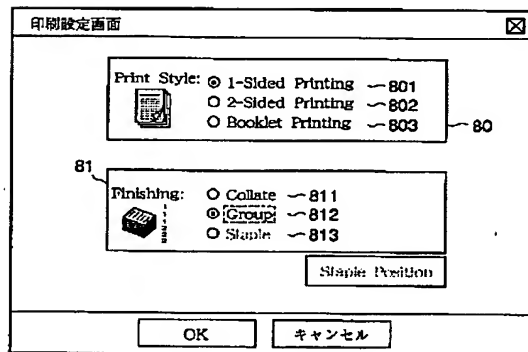 印刷設定画面
Print Style: 1-Sided Printing 801
2-Sided Printing 802
Booklet Printing 803
80
81
Finishing: Collate 811
Group 812
Staple 813
Staple Position
OK キャンセル